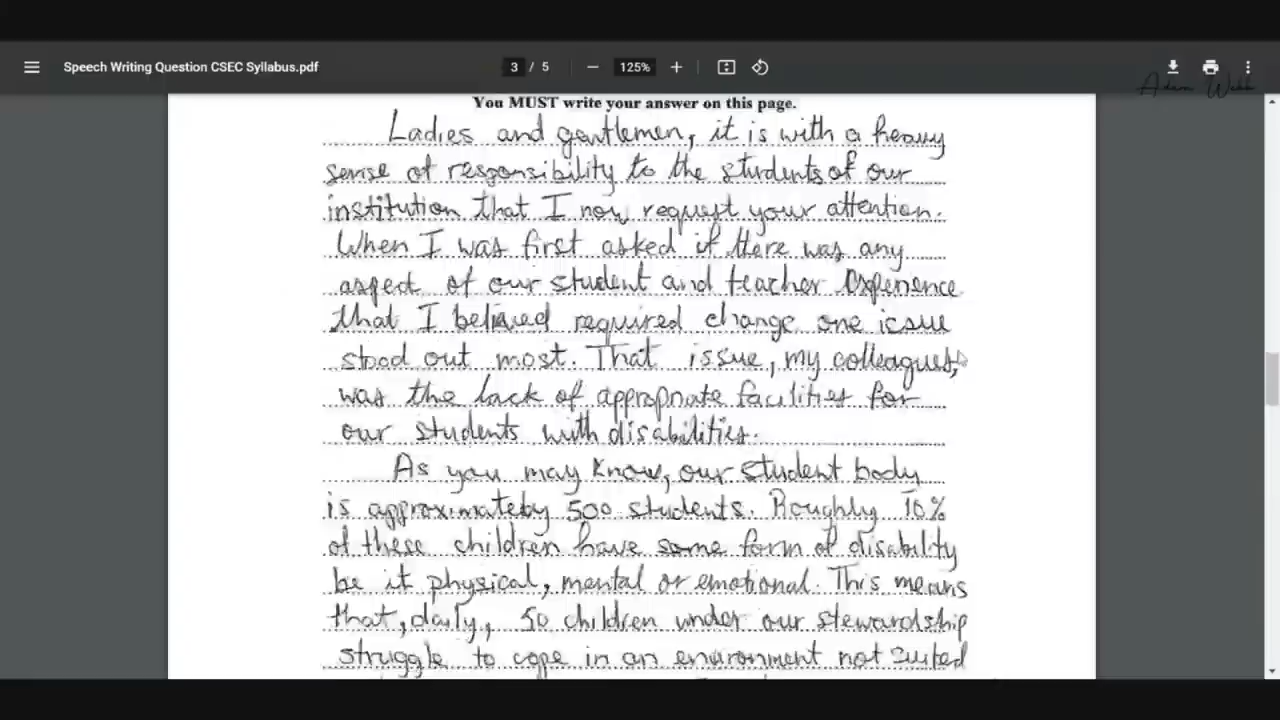 Speech Writing Question CSEC Syllabus.pdf
3 / 5
125%
Adam Webb
You MUST write your answer on this page.
Ladies and gentlemen, it is with a heavy
sense of responsibility to the students of our
institution that I now request your attention.
When I was first asked if there was any
aspect of our student and teacher experience
that I believed required change one issue
stood out most. That issue, my colleagues,
was the lack of appropriate facilities for
our students with disabilities.
As you may know, our student body
is approximately 500 students. Roughly 10%
of these children have some form of disability
be it physical, mental or emotional. This means
that, daily, 50 children under our stewardship
struggle to cope in an environment not suited